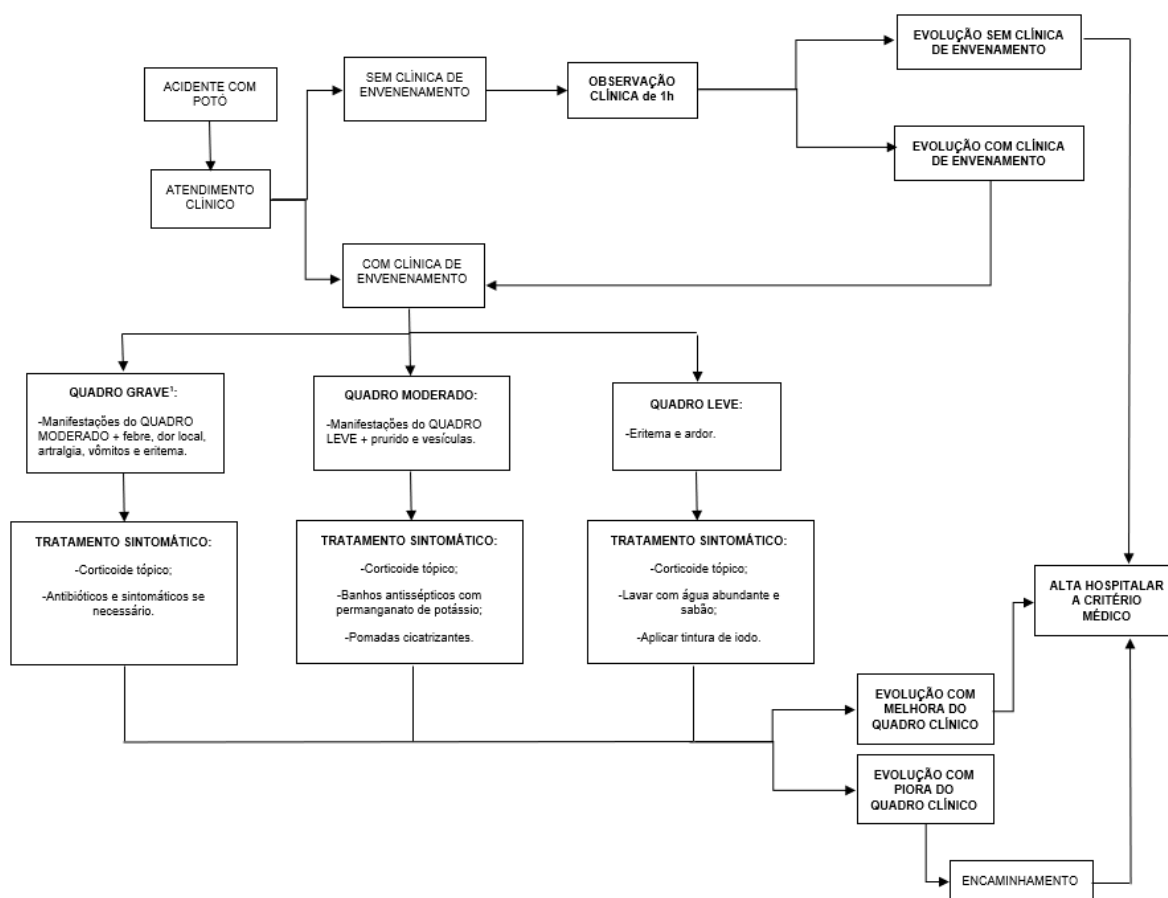 ACIDENTE COM
POTÓ
ATENDIMENTO
CLÍNICO
SEM CLÍNICA DE
ENVENENAMENTO
OBSERVAÇÃO
CLÍNICA de 1h
EVOLUÇÃO SEM CLÍNICA
DE ENVENAMENTO
EVOLUÇÃO COM CLÍNICA
DE ENVENAMENTO
COM CLÍNICA DE
ENVENENAMENTO
QUADRO GRAVE¹:
-Manifestações do QUADRO
MODERADO + febre, dor local,
artralgia, vômitos e eritema.
QUADRO MODERADO:
-Manifestações do QUADRO
LEVE + prurido e vesículas.
QUADRO LEVE:
-Eritema e ardor.
TRATAMENTO SINTOMÁTICO:
-Corticoide tópico;
-Antibióticos e sintomáticos se
necessário.
TRATAMENTO SINTOMÁTICO:
-Corticoide tópico;
-Banhos antissépticos com
permanganato de potássio;
-Pomadas cicatrizantes.
TRATAMENTO SINTOMÁTICO:
-Corticoide tópico;
-Lavar com água abundante e
sabão;
-Aplicar tintura de iodo.
ALTA HOSPITALAR
A CRITÉRIO
MÉDICO
EVOLUÇÃO COM
MELHORA DO
QUADRO CLÍNICO
EVOLUÇÃO COM
PIORA DO
QUADRO CLÍNICO
ENCAMINHAMENTO